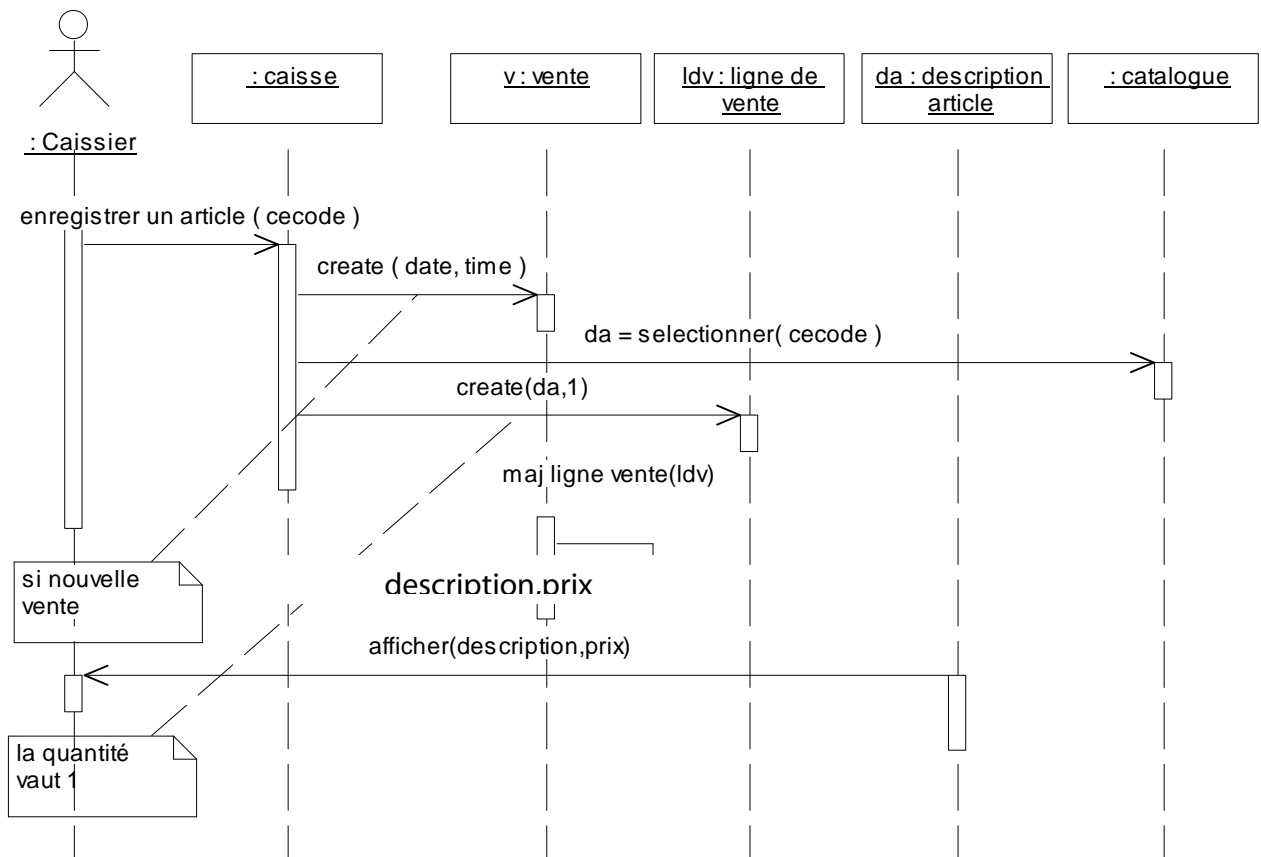 : caisse
v : vente
ldv : ligne de
vente
da : description
article
: catalogue
: Caissier
enregistrer un article ( cecode )
create ( date, time )
da = selectionner( cecode )
create(da,1)
maj ligne vente(ldv)
description,prix
si nouvelle
vente
afficher(description,prix)
la quantité
vaut 1